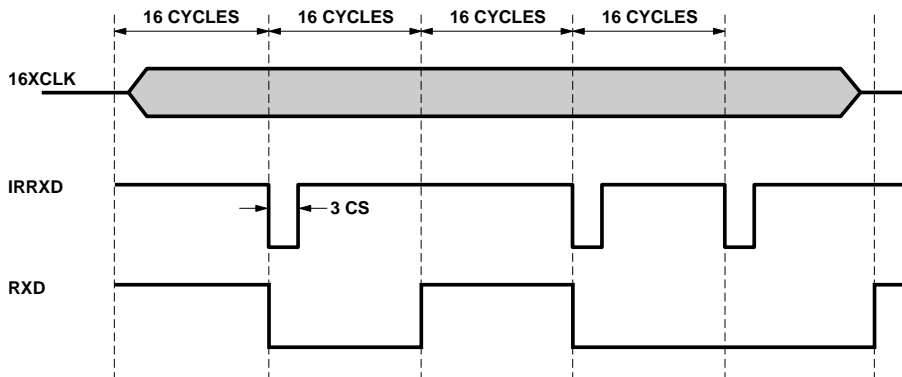 16 CYCLES 16 CYCLES 16 CYCLES 16 CYCLES
16XCLK
IRRXD
3 CS
RXD